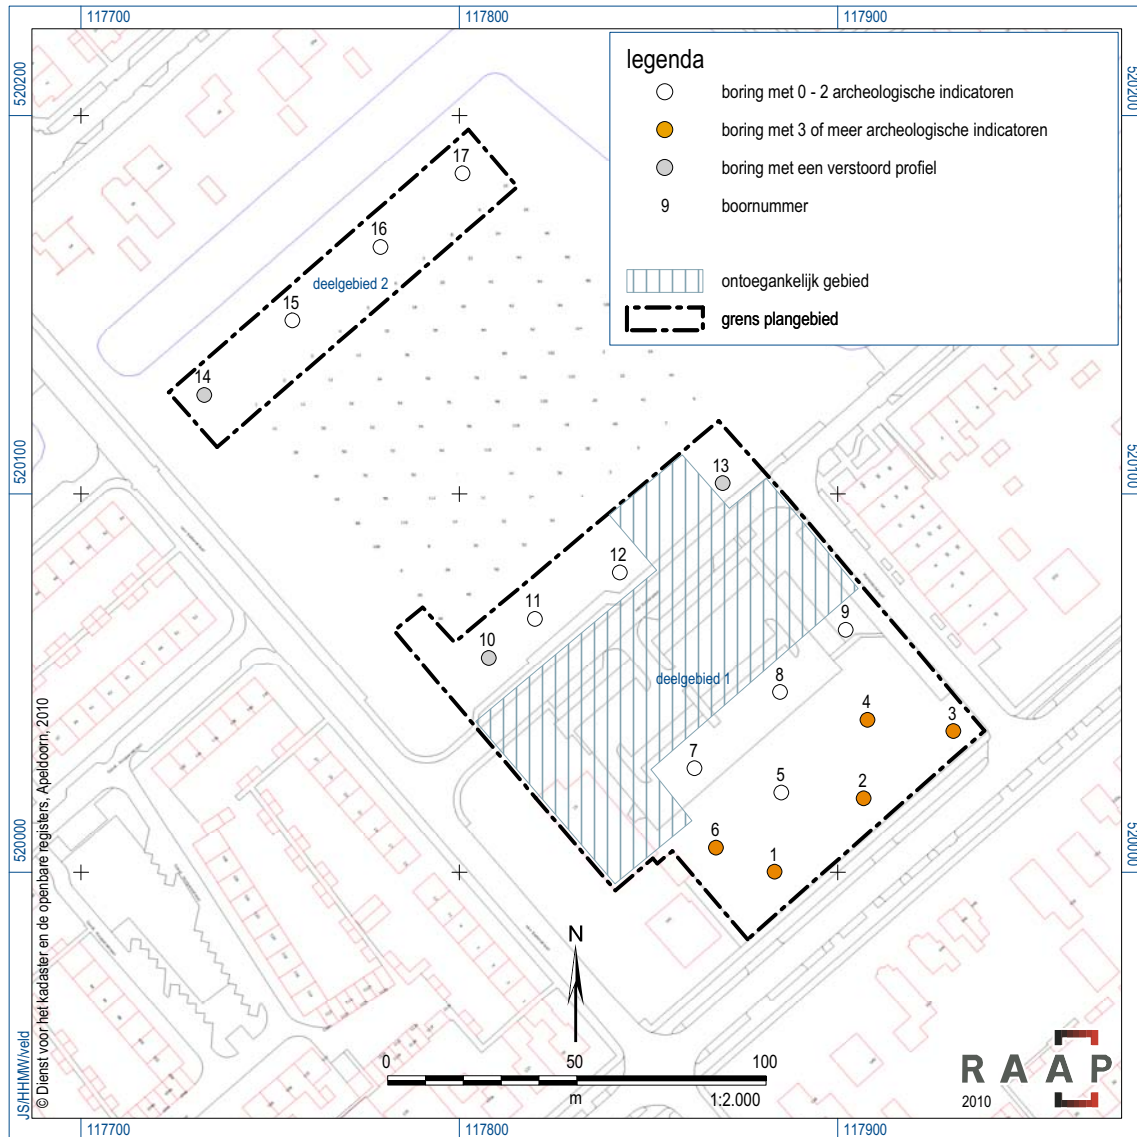 117700
117800
117900
520200
520200
legenda
boring met 0 - 2 archeologische indicatoren
boring met 3 of meer archeologische indicatoren
boring met een verstoord profiel
9
boornummer
ontoegankelijk gebied
grens plangebied
17
16
deelgebied 2
15
14
520100
520100
13
12
11
10
9
deelgebied 1
8
4
3
7
5
2
6
1
520000
520000
N
0
50
100
m
1:2.000
RAAP
2010
JS/HHMW/veld
© Dienst voor het kadaster en de openbare registers, Apeldoorn, 2010
117700
117800
117900